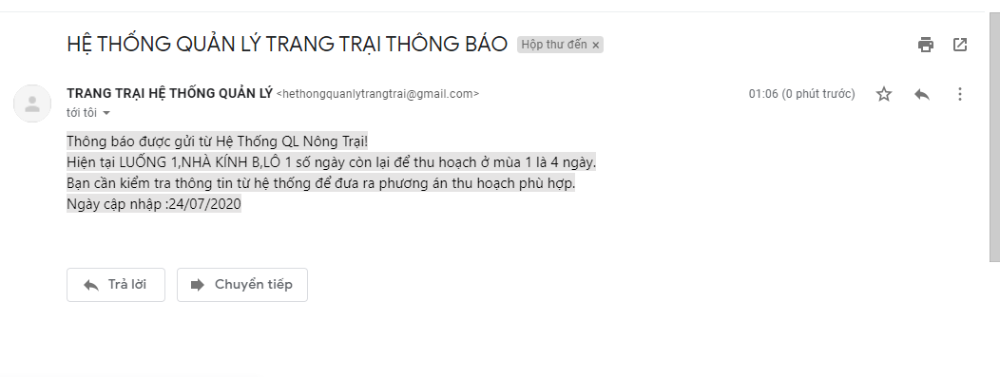 HỆ THỐNG QUẢN LÝ TRANG TRẠI THÔNG BÁO Hộp thư đến ×
TRANG TRẠI HỆ THỐNG QUẢN LÝ <hethongquanlytrangtrai@gmail.com> 01:06 (0 phút trước)
tới tôi
Thông báo được gửi từ Hệ Thống QL Nông Trại!
Hiện tại LUỐNG 1,NHÀ KÍNH B,LÔ 1 số ngày còn lại để thu hoạch ở mùa 1 là 4 ngày.
Bạn cần kiểm tra thông tin từ hệ thống để đưa ra phương án thu hoạch phù hợp.
Ngày cập nhập :24/07/2020
Trả lời Chuyển tiếp